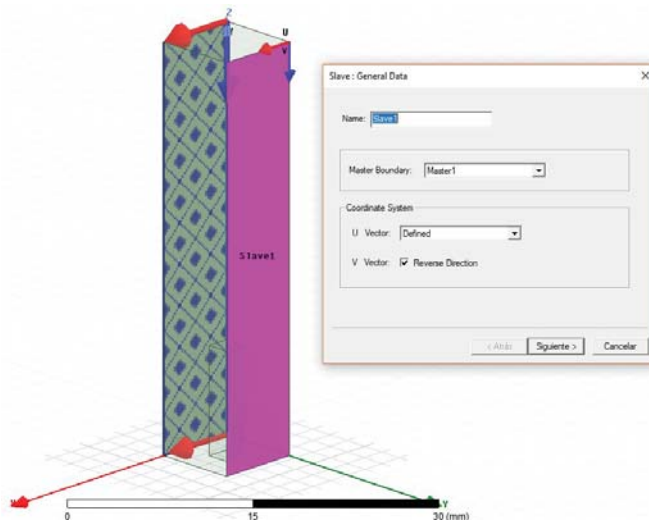 Z
V
U
V
Slave1
X
Y
0
15
30 (mm)
Slave : General Data
Name: Slave1
Master Boundary: Master1
Coordinate System
U Vector: Defined
V Vector: Reverse Direction
< Atrás
Siguiente >
Cancelar